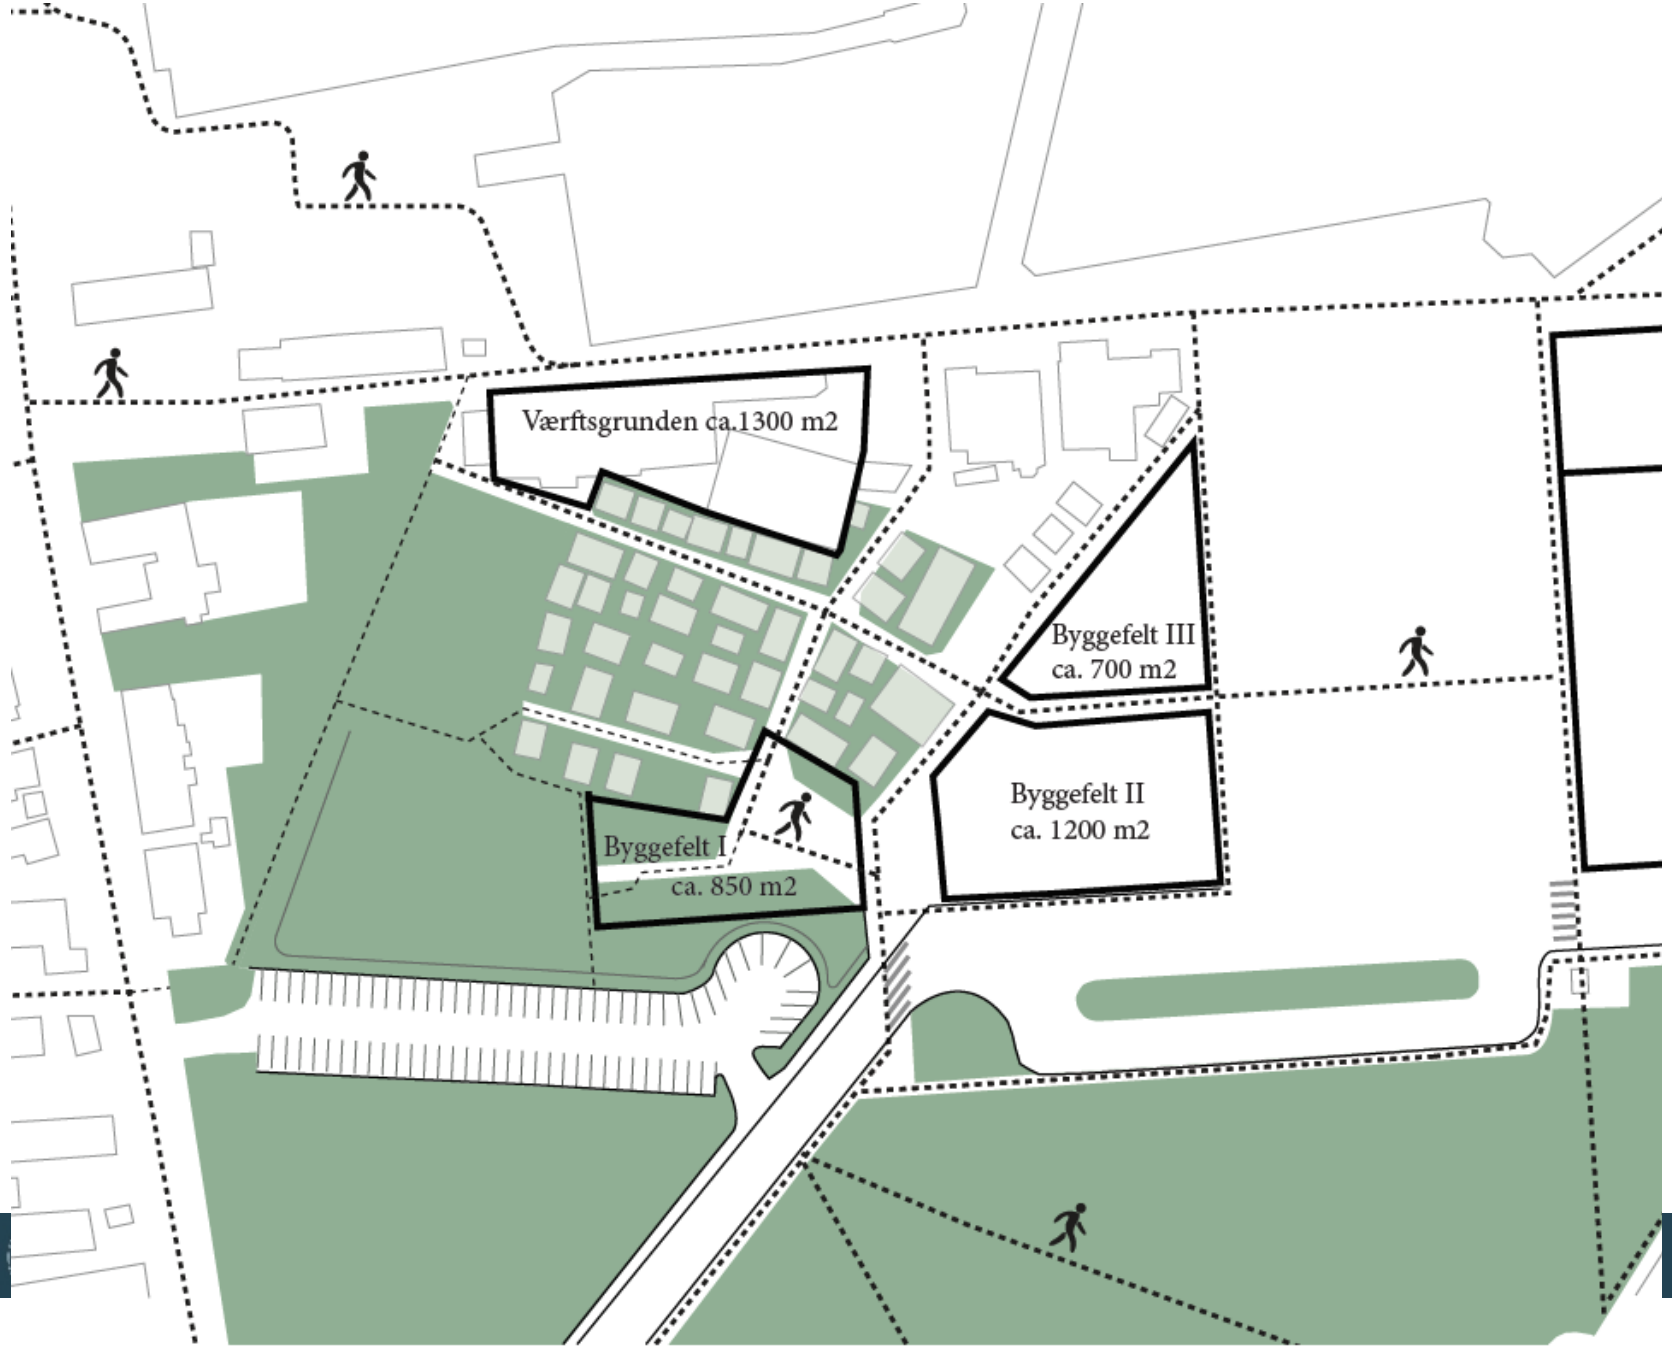 Værftsgrunden ca.1300 m2
Byggefelt III
ca. 700 m2
Byggefelt II
ca. 1200 m2
Byggefelt I
ca. 850 m2